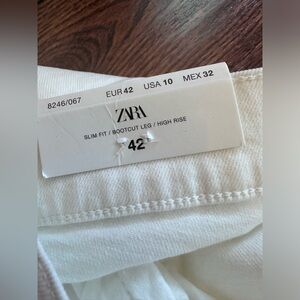 8246/067 EUR 42 USA 10 MEX 32
ZARA
SLIM FIT / BOOTCUT LEG / HIGH RISE
42